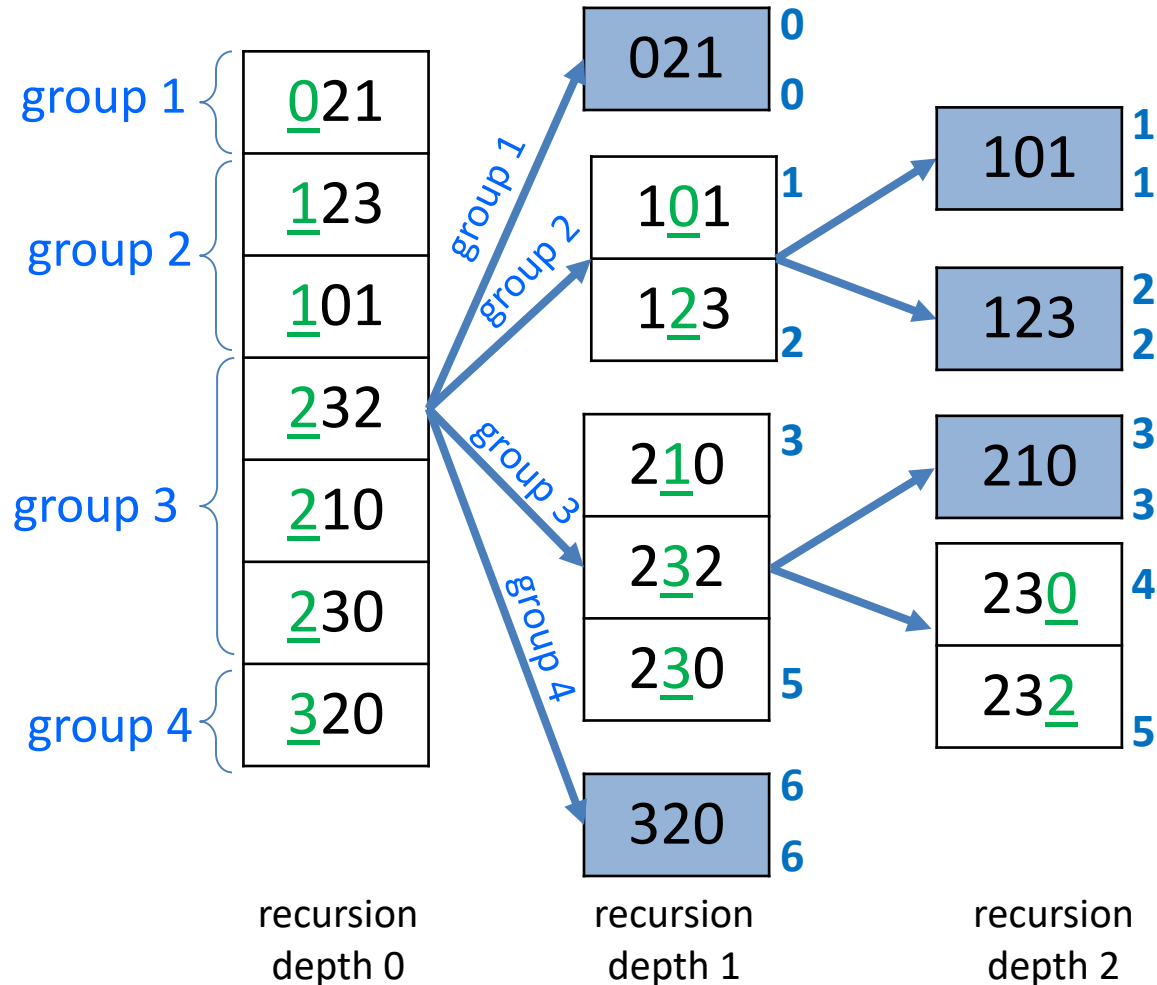 group 1
021
group 2
123
101
group 3
232
210
230
group 4
320
recursion
depth 0
group 1
group 2
group 3
group 4
0
021
0
1
101
123
2
3
210
232
230
5
6
320
6
recursion
depth 1
1
101
1
2
123
2
3
210
3
4
230
232
5
recursion
depth 2